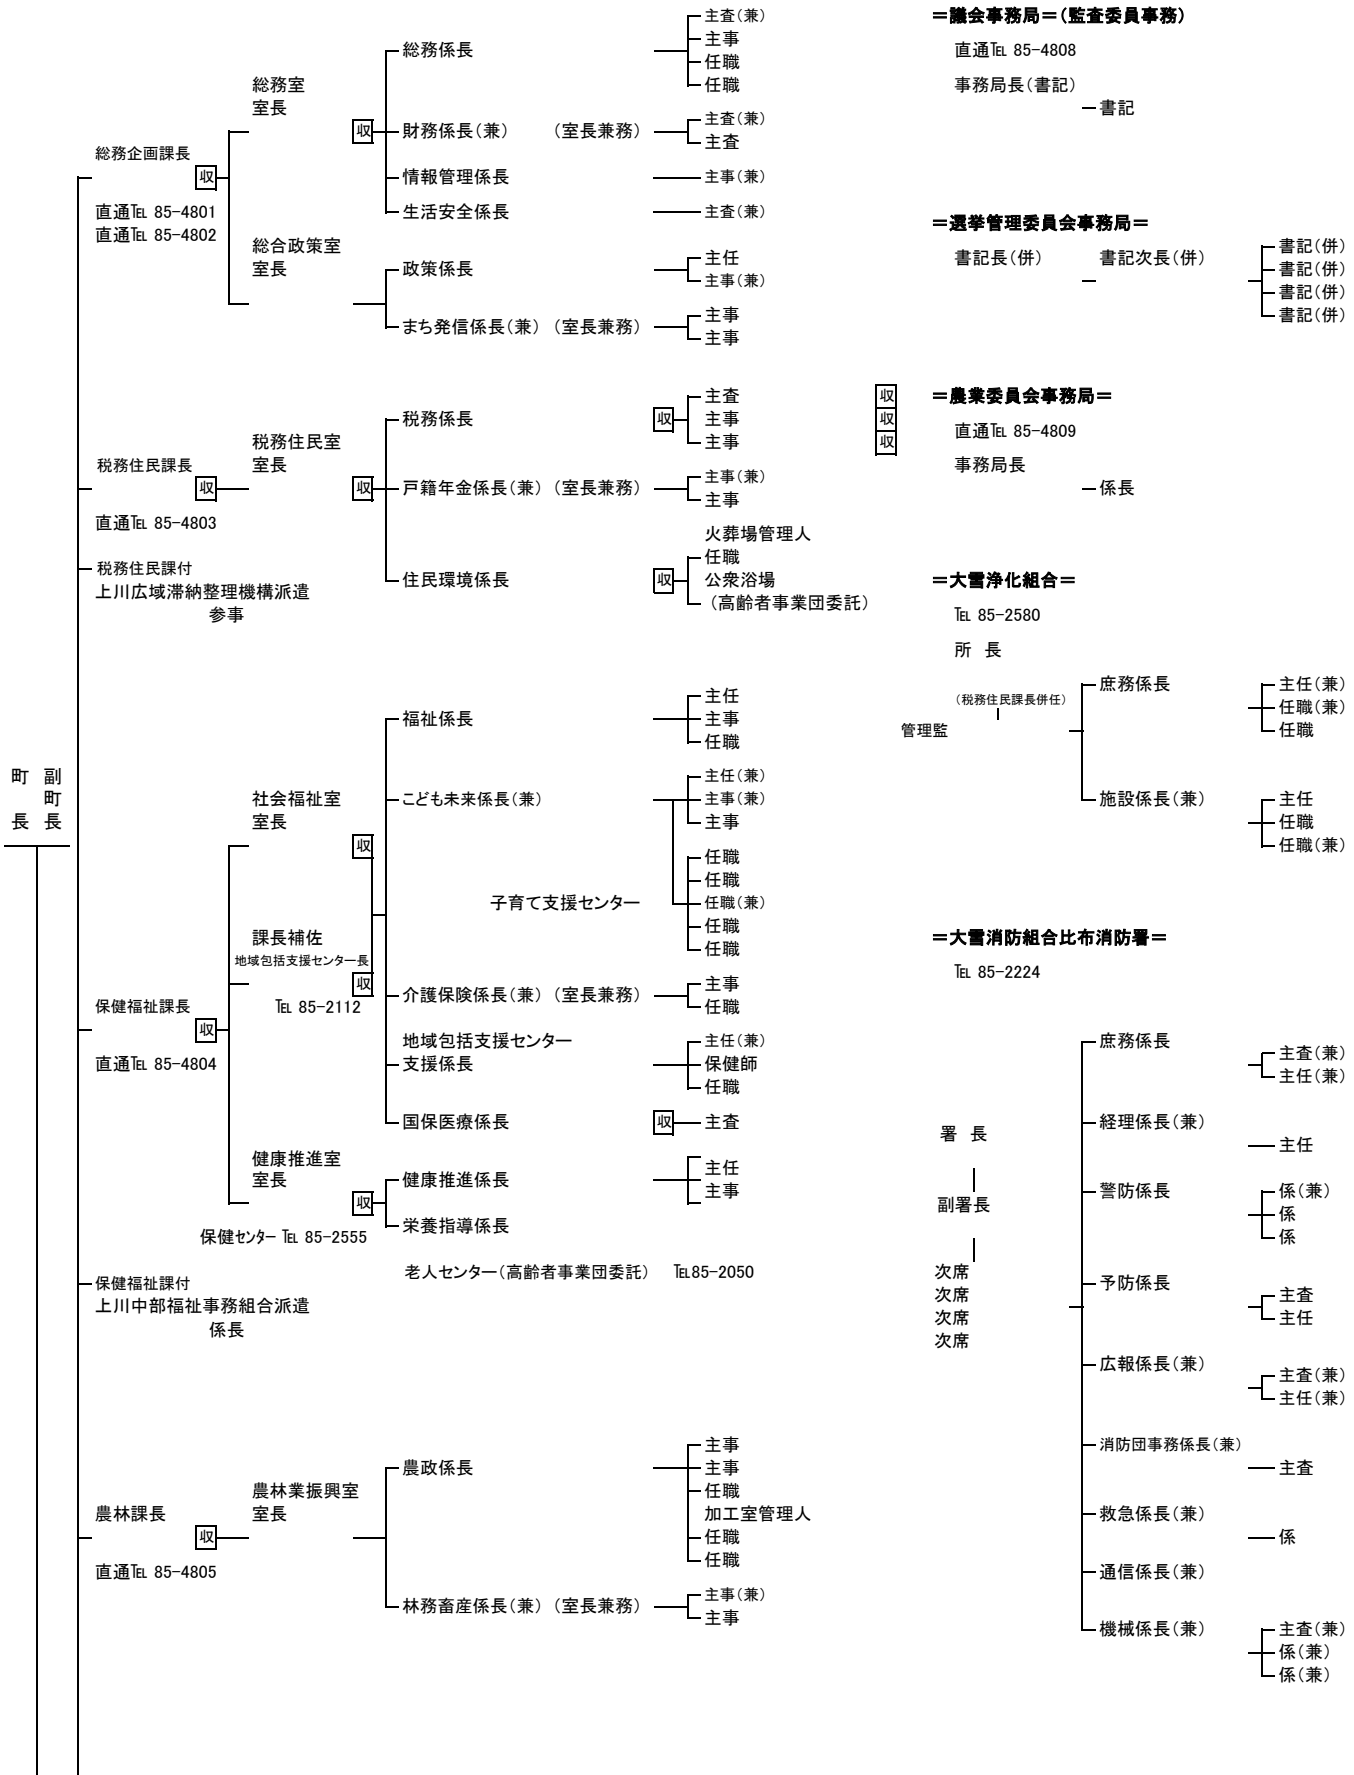 町長
副町長
総務企画課長
収
直通℡ 85-4801
直通℡ 85-4802
総務室
室長
収
総務係長
主査(兼)
主事
任職
任職
財務係長(兼) (室長兼務)
主査(兼)
主査
情報管理係長
主事(兼)
生活安全係長
主査(兼)
総合政策室
室長
政策係長
主任
主事(兼)
まち発信係長(兼) (室長兼務)
主事
主事
税務住民課長
収
直通℡ 85-4803
税務住民室
室長
収
税務係長
収
主査 収
主事 収
主事 収
戸籍年金係長(兼) (室長兼務)
主事(兼)
主事
住民環境係長
収
火葬場管理人
任職
公衆浴場
(高齢者事業団委託)
税務住民課付
上川広域滞納整理機構派遣
参事
保健福祉課長
収
直通℡ 85-4804
社会福祉室
室長
収
福祉係長
主任
主事
任職
こども未来係長(兼)
主任(兼)
主事(兼)
主事
子育て支援センター
任職
任職
任職(兼)
任職
任職
課長補佐
地域包括支援センター長
収
℡ 85-2112
介護保険係長(兼) (室長兼務)
主事
任職
地域包括支援センター
支援係長
主任(兼)
保健師
任職
国保医療係長
収
主査
健康推進室
室長
収
保健センター ℡ 85-2555
健康推進係長
主任
主事
栄養指導係長
老人センター(高齢者事業団委託) ℡85-2050
保健福祉課付
上川中部福祉事務組合派遣
係長
農林課長
収
直通℡ 85-4805
農林業振興室
室長
農政係長
主事
主事
任職
加工室管理人
任職
任職
林務畜産係長(兼) (室長兼務)
主事(兼)
主事
=議会事務局=(監査委員事務)
直通℡ 85-4808
事務局長(書記)
書記
=選挙管理委員会事務局=
書記長(併) 書記次長(併)
書記(併)
書記(併)
書記(併)
書記(併)
=農業委員会事務局=
直通℡ 85-4809
事務局長
係長
=大雪浄化組合=
℡ 85-2580
所 長
(税務住民課長併任)
管理監
庶務係長
主任(兼)
任職(兼)
任職
施設係長(兼)
主任
任職
任職(兼)
=大雪消防組合比布消防署=
℡ 85-2224
署 長
副署長
次席
次席
次席
次席
庶務係長
主査(兼)
主任(兼)
経理係長(兼)
主任
警防係長
係(兼)
係
係
予防係長
主査
主任
広報係長(兼)
主査(兼)
主任(兼)
消防団事務係長(兼)
主査
救急係長(兼)
係
通信係長(兼)
機械係長(兼)
主査(兼)
係(兼)
係(兼)